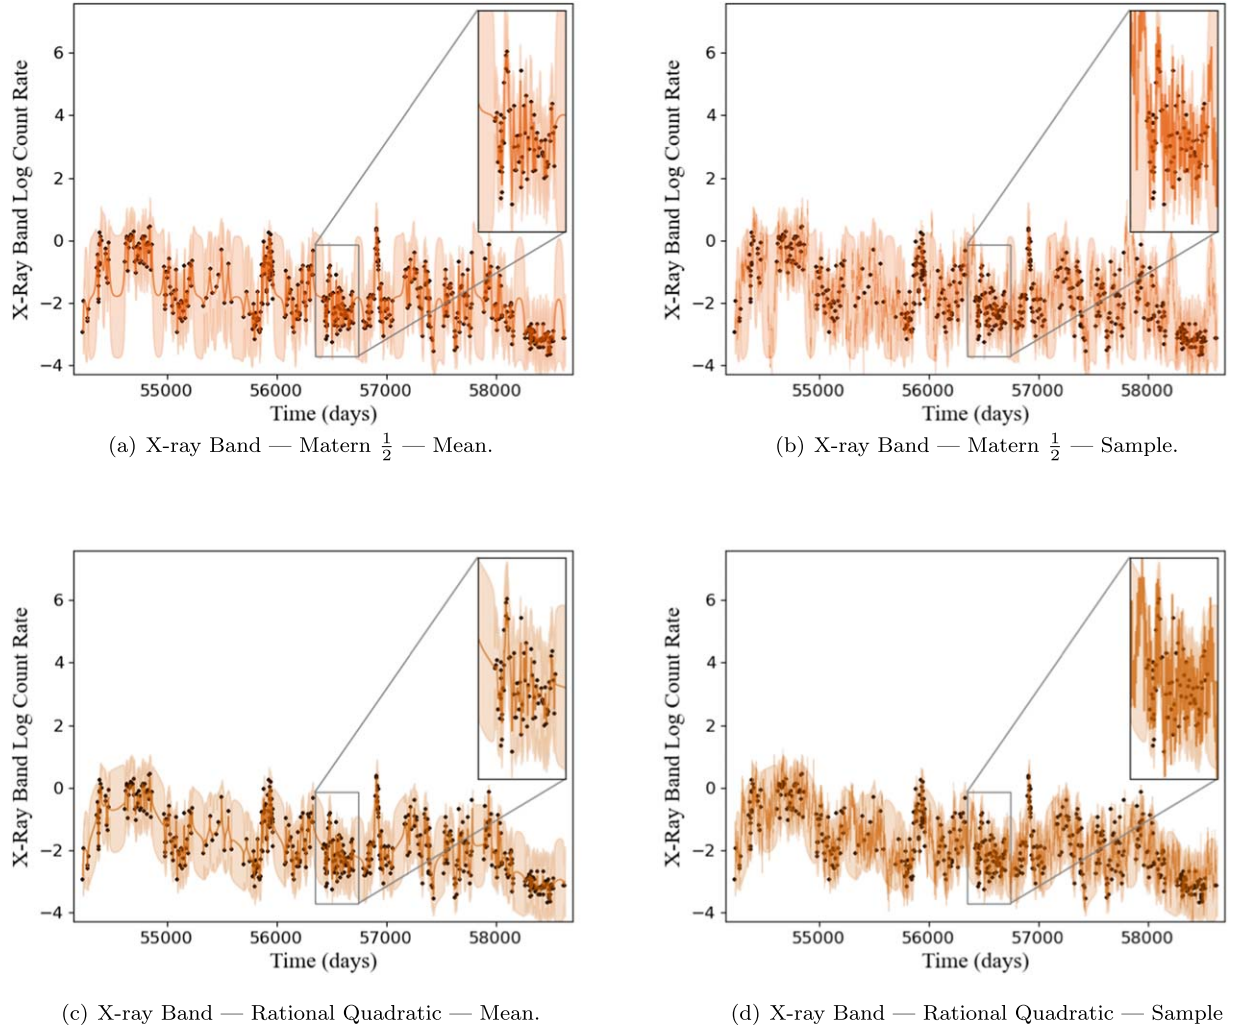 X-Ray Band Log Count Rate
6
4
2
0
−2
−4
55000 56000 57000 58000
Time (days)
(a) X-ray Band — Matern 1/2 — Mean.
X-Ray Band Log Count Rate
6
4
2
0
−2
−4
55000 56000 57000 58000
Time (days)
(b) X-ray Band — Matern 1/2 — Sample.
X-Ray Band Log Count Rate
6
4
2
0
−2
−4
55000 56000 57000 58000
Time (days)
(c) X-ray Band — Rational Quadratic — Mean.
X-Ray Band Log Count Rate
6
4
2
0
−2
−4
55000 56000 57000 58000
Time (days)
(d) X-ray Band — Rational Quadratic — Sample